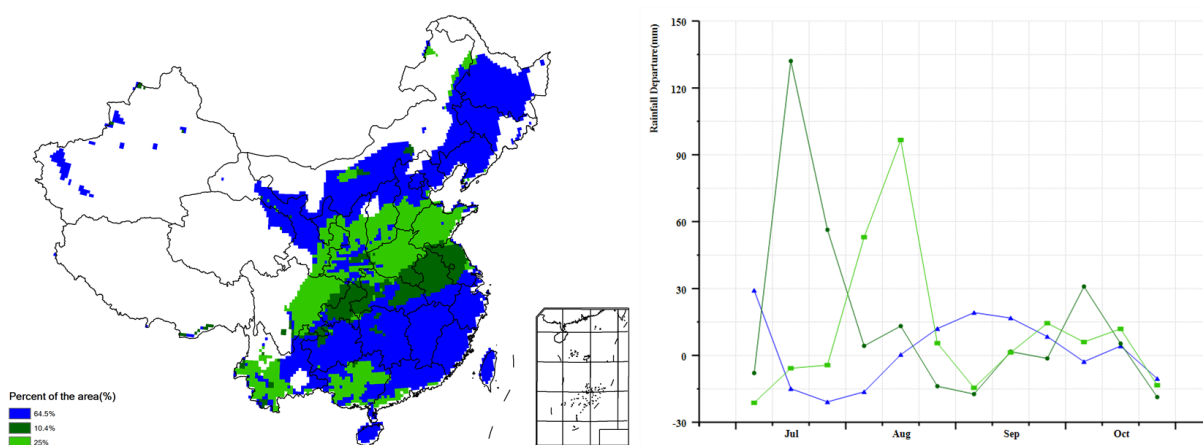 Percent of the area(%)
64.5%
10.4%
25%
Rainfall Departure(mm)
150
120
90
60
30
0
-30
Jul
Aug
Sep
Oct